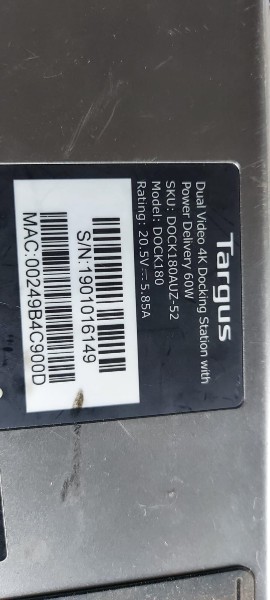 Targus
Dual Video 4K Docking Station with
Power Delivery 60W
SKU: DOCK180AUZ-52
Model: DOCK180
Rating: 20.5V⎓5.85A
S/N:1901016149
MAC:00249B4C900D